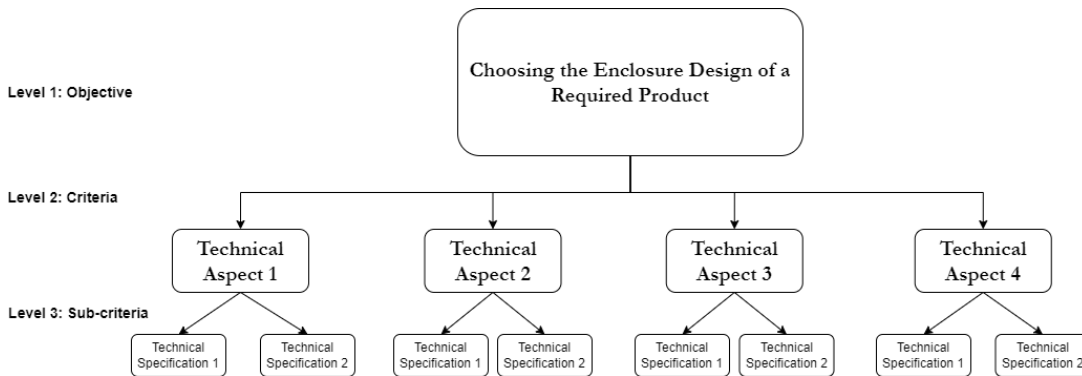 Choosing the Enclosure Design of a
Required Product
Level 1: Objective
Level 2: Criteria
Technical
Aspect 1
Technical
Aspect 2
Technical
Aspect 3
Technical
Aspect 4
Level 3: Sub-criteria
Technical
Specification 1
Technical
Specification 2
Technical
Specification 1
Technical
Specification 2
Technical
Specification 1
Technical
Specification 2
Technical
Specification 1
Technical
Specification 2